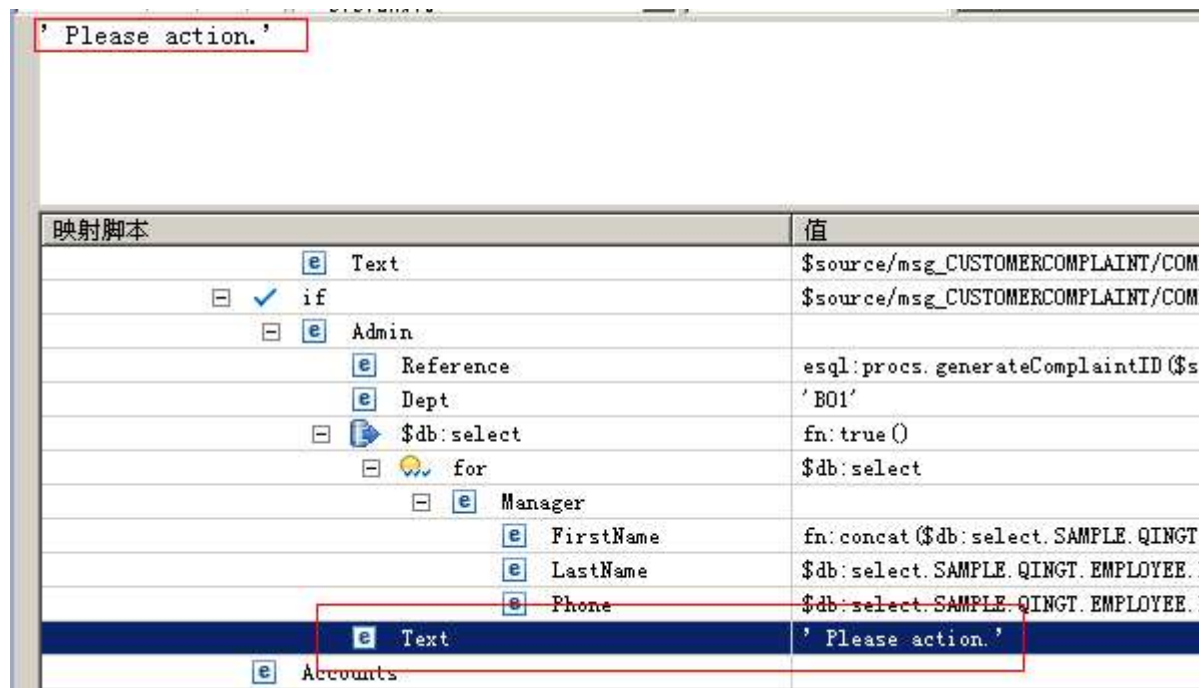 ' Please action.'
映射脚本 值
Text $source/msg_CUSTOMERCOMPLAINT/COM
if $source/msg_CUSTOMERCOMPLAINT/COM
Admin
Reference esql:procs.generateComplaintID($s
Dept 'BO1'
$db:select fn:true()
for $db:select
Manager
FirstName fn:concat($db:select.SAMPLE.QINGT
LastName $db:select.SAMPLE.QINGT.EMPLOYEE.
Phone $db:select.SAMPLE.QINGT.EMPLOYEE.
Text ' Please action.'
Accounts